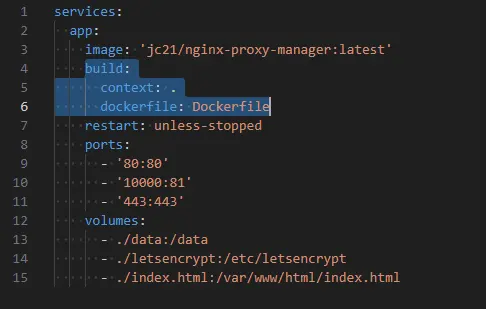 1 services:
2   app:
3     image: 'jc21/nginx-proxy-manager:latest'
4     build:
5       context: .
6       dockerfile: Dockerfile
7     restart: unless-stopped
8     ports:
9       - '80:80'
10       - '10000:81'
11       - '443:443'
12     volumes:
13       - ./data:/data
14       - ./letsencrypt:/etc/letsencrypt
15       - ./index.html:/var/www/html/index.html